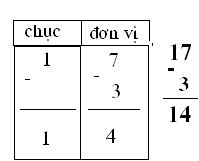 chục đơn vị
1 7 , 17
- - -
3 3
1 4 14